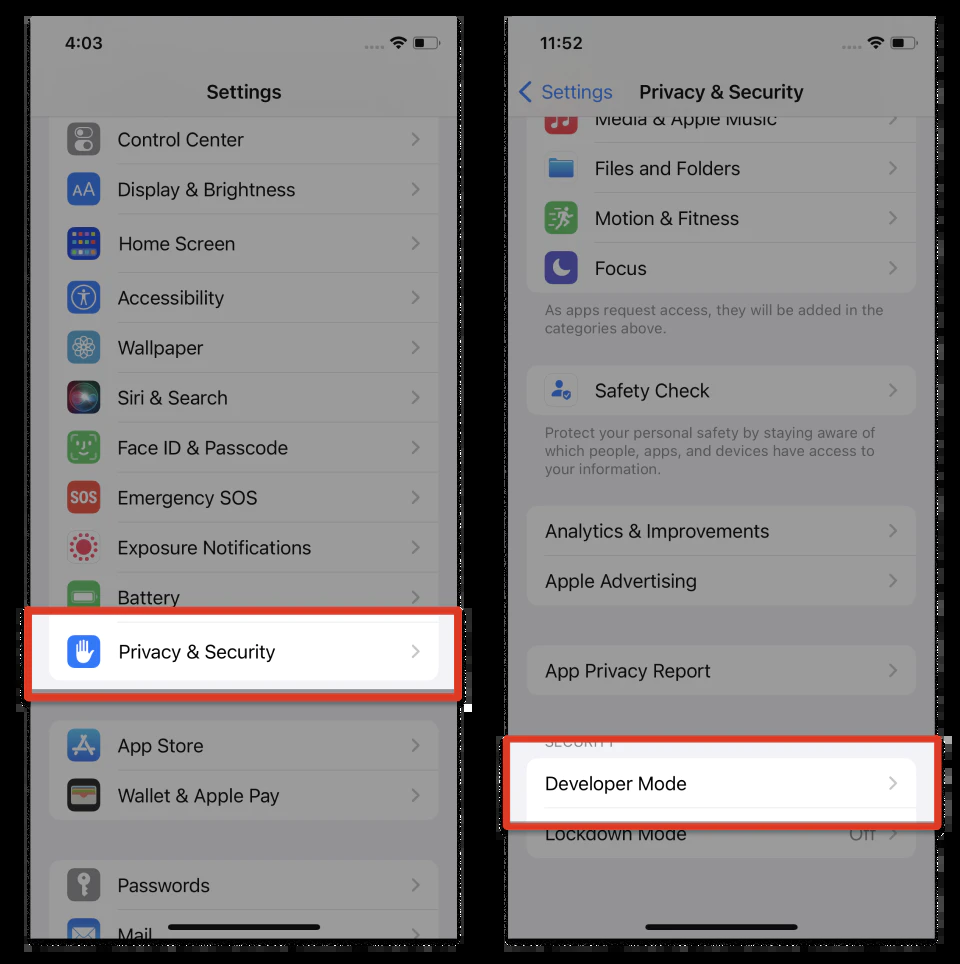 4:03
Settings
Control Center
AA
Display & Brightness
Home Screen
Accessibility
Wallpaper
Siri & Search
Face ID & Passcode
SOS
Emergency SOS
Exposure Notifications
Battery
Privacy & Security
App Store
Wallet & Apple Pay
Passwords
Mail
11:52
Settings
Privacy & Security
Media & Apple Music
Files and Folders
Motion & Fitness
Focus
As apps request access, they will be added in the
categories above.
Safety Check
Protect your personal safety by staying aware of
which people, apps, and devices have access to
your information.
Analytics & Improvements
Apple Advertising
App Privacy Report
SECURITY
Developer Mode
Lockdown Mode
Off